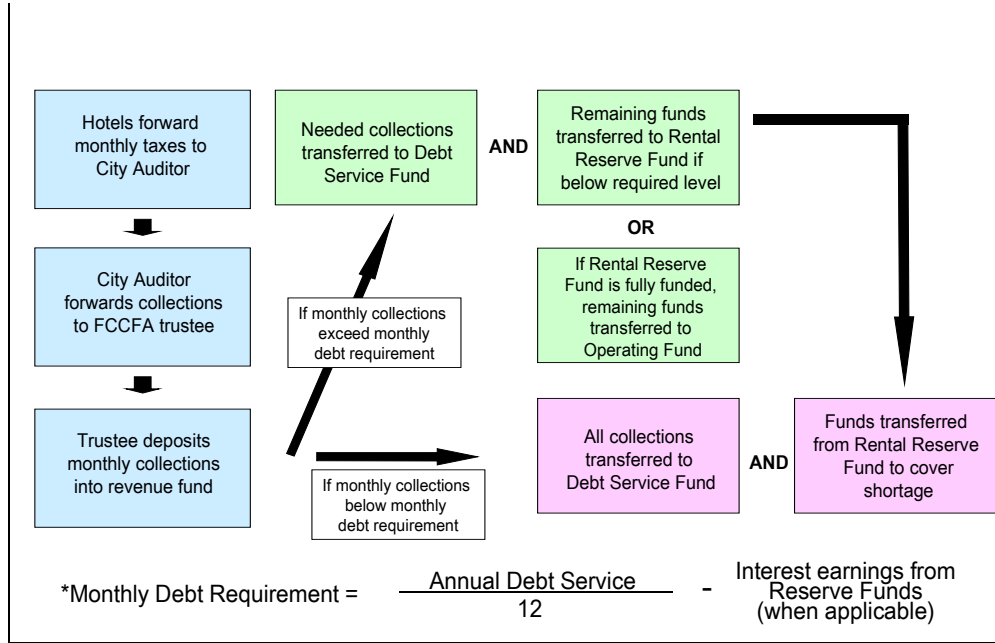 Hotels forward
monthly taxes to
City Auditor
City Auditor
forwards collections
to FCCFA trustee
Trustee deposits
monthly collections
into revenue fund
If monthly collections
exceed monthly
debt requirement
Needed collections
transferred to Debt
Service Fund
AND
Remaining funds
transferred to Rental
Reserve Fund if
below required level
OR
If Rental Reserve
Fund is fully funded,
remaining funds
transferred to
Operating Fund
If monthly collections
below monthly
debt requirement
All collections
transferred to
Debt Service Fund
AND
Funds transferred
from Rental Reserve
Fund to cover
shortage
*Monthly Debt Requirement =
Annual Debt Service
12
-
Interest earnings from
Reserve Funds
(when applicable)